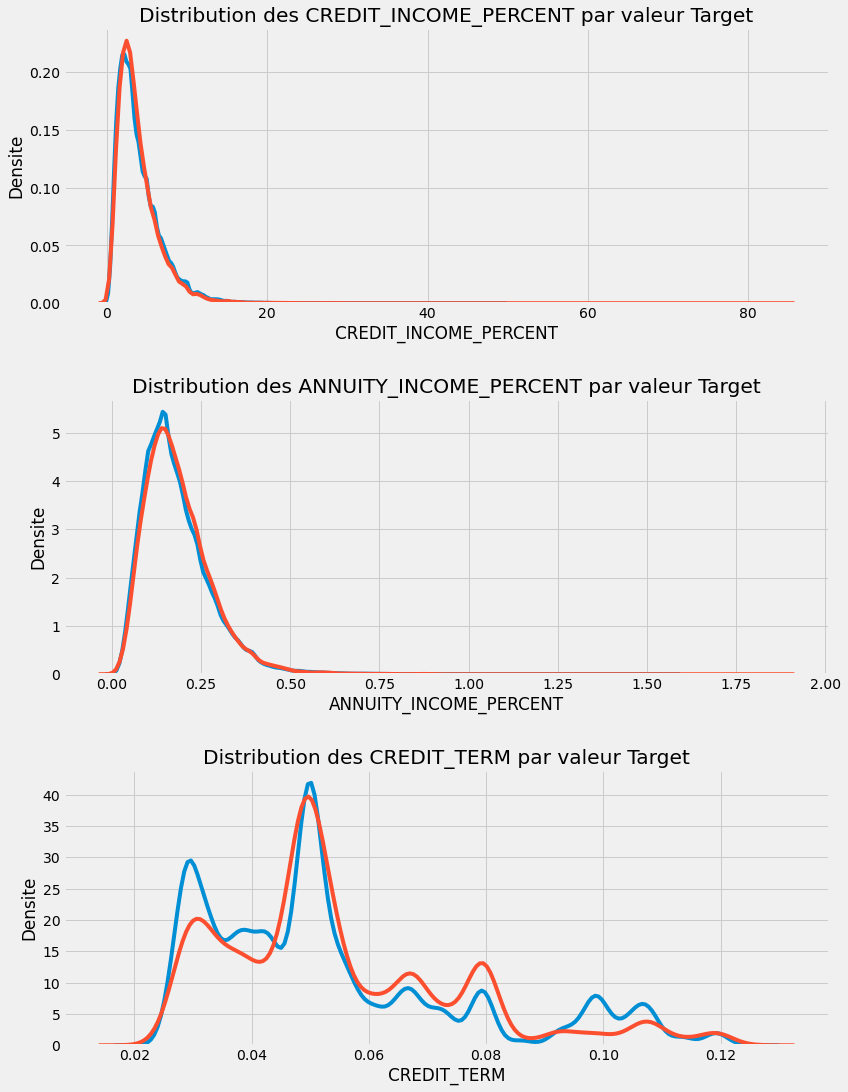 Distribution des CREDIT_INCOME_PERCENT par valeur Target
Densite
0.20
0.15
0.10
0.05
0.00
0 20 40 60 80
CREDIT_INCOME_PERCENT
Distribution des ANNUITY_INCOME_PERCENT par valeur Target
Densite
5
4
3
2
1
0
0.00 0.25 0.50 0.75 1.00 1.25 1.50 1.75 2.00
ANNUITY_INCOME_PERCENT
Distribution des CREDIT_TERM par valeur Target
Densite
40
35
30
25
20
15
10
5
0
0.02 0.04 0.06 0.08 0.10 0.12
CREDIT_TERM